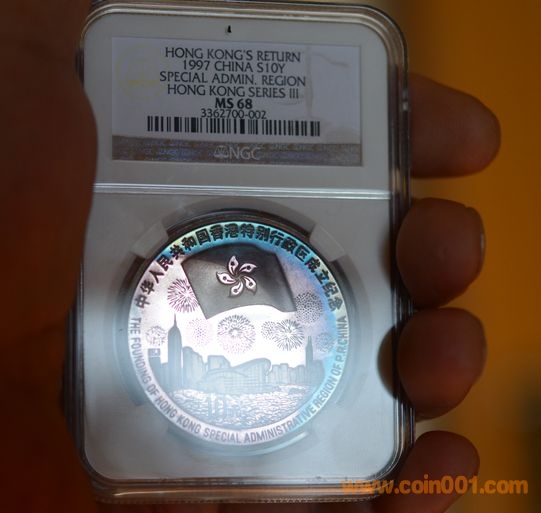 HONG KONG'S RETURN
1997 CHINA S10Y
SPECIAL ADMIN. REGION
HONG KONG SERIES III
MS 68
3362700-002
NGC
中华人民共和国香港特别行政区成立纪念
THE FOUNDING OF HONG KONG SPECIAL ADMINISTRATIVE REGION OF P.R.CHINA
www.coin001.com